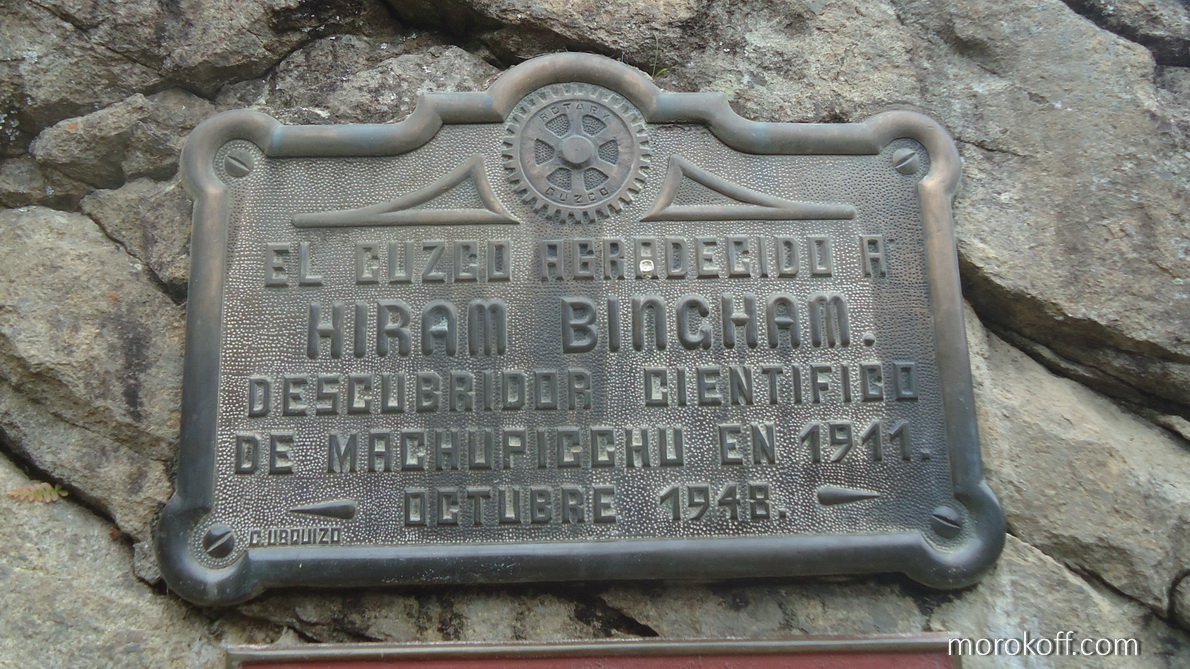 ROTARY
CUZCO
EL CUZCO AGRADECIDO A
HIRAM BINGHAM.
DESCUBRIDOR CIENTIFICO
DE MACHUPICCHU EN 1911.
OCTUBRE 1948.
C. URQUIZO
morokoff.com